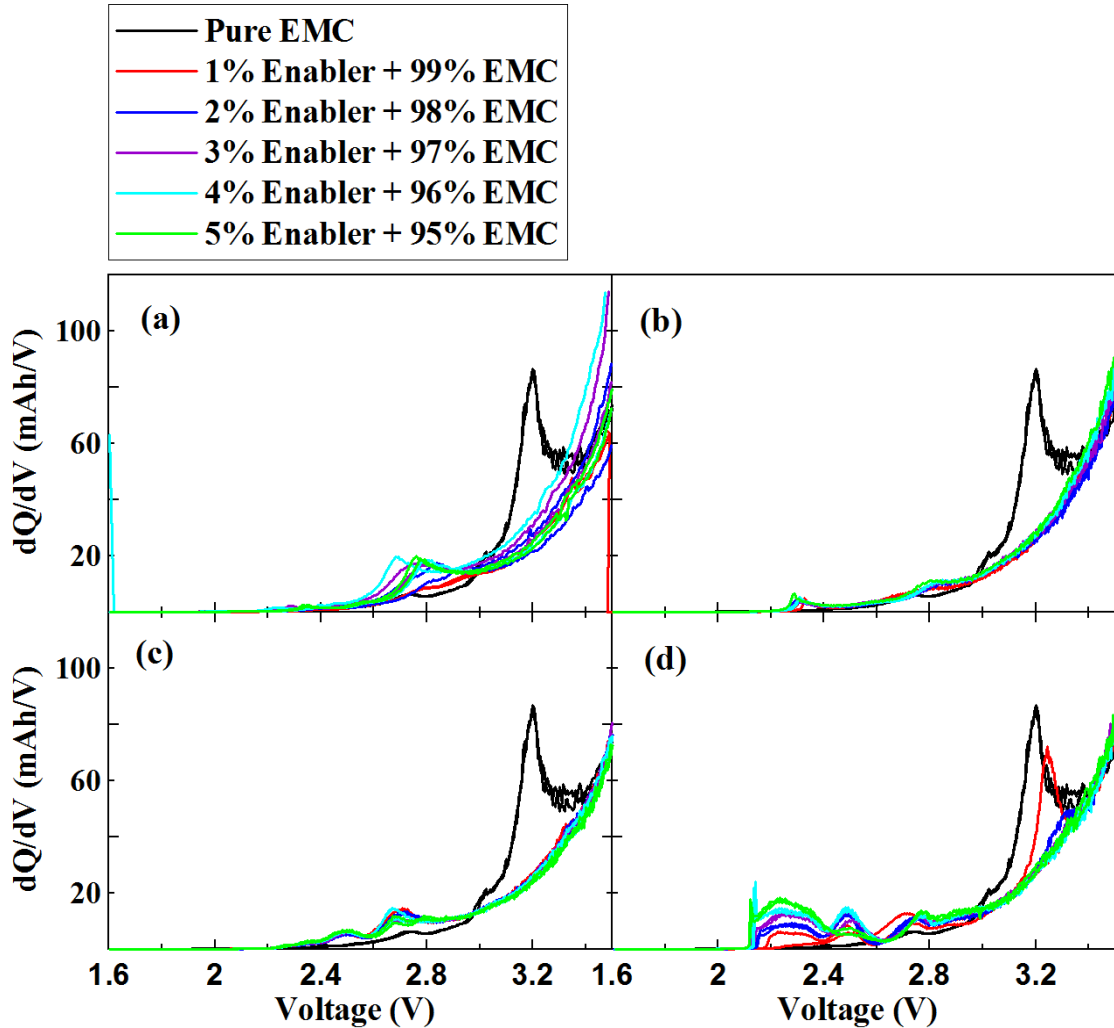 Pure EMC
1% Enabler + 99% EMC
2% Enabler + 98% EMC
3% Enabler + 97% EMC
4% Enabler + 96% EMC
5% Enabler + 95% EMC
(a)
(b)
dQ/dV (mAh/V)
100
60
20
(c)
(d)
dQ/dV (mAh/V)
100
60
20
1.6 2 2.4 2.8 3.2 1.6 2 2.4 2.8 3.2
Voltage (V) Voltage (V)